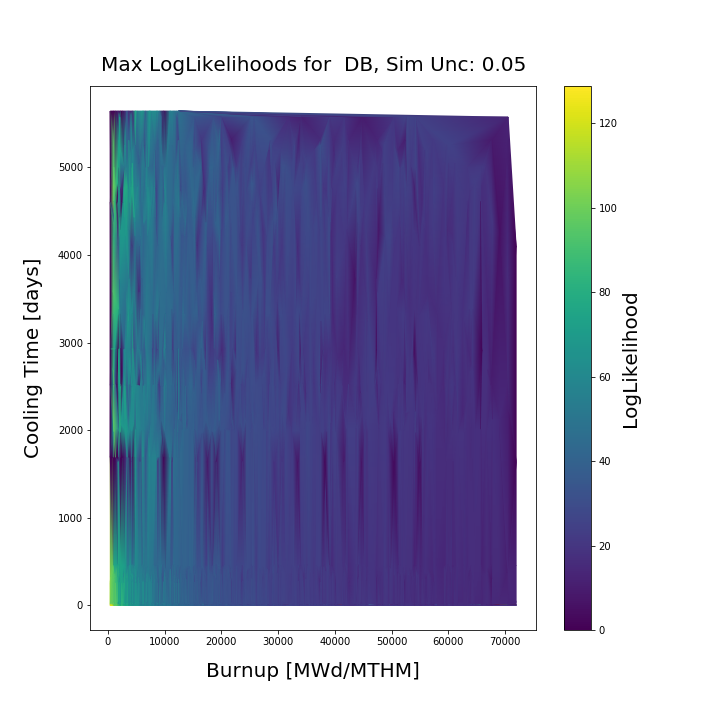 Max LogLikelihoods for  DB, Sim Unc: 0.05
Cooling Time [days]
5000
4000
3000
2000
1000
0
0 10000 20000 30000 40000 50000 60000 70000
Burnup [MWd/MTHM]
120
100
80
60
40
20
0
LogLikelihood